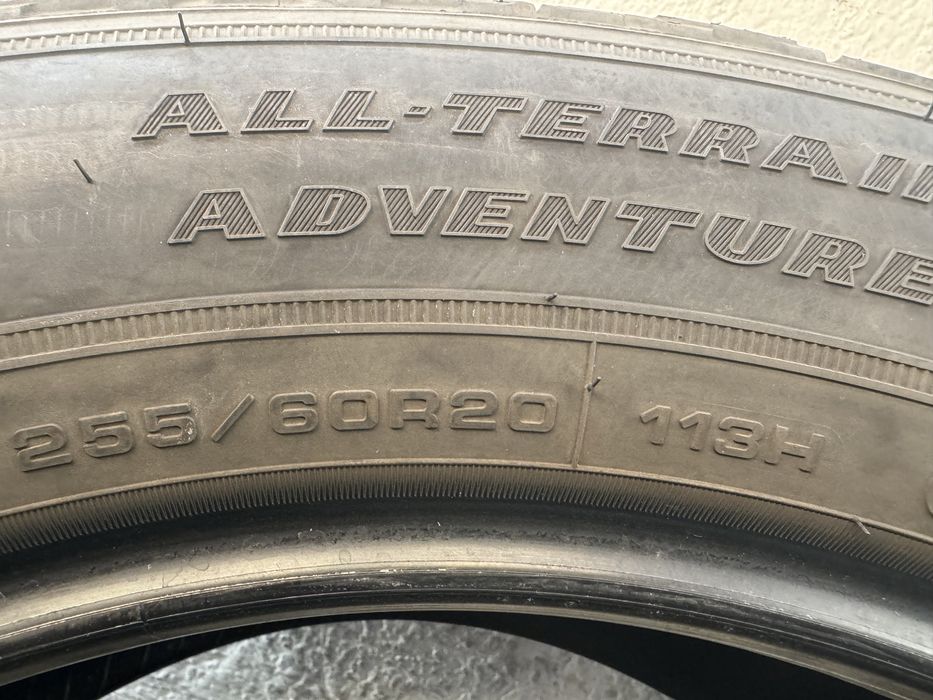 ALL-TERRAI
ADVENTURE
255/60R20 113H